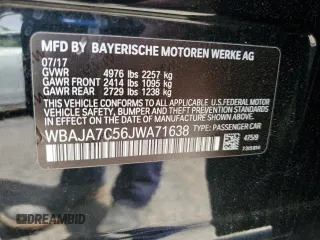 MFD BY BAYERISCHE MOTOREN WERKE AG
07/17
GVWR 4976 lbs 2257 kg
GAWR FRONT 2414 lbs 1095 kg
GAWR REAR 2729 lbs 1238 kg
THIS VEHICLE CONFORMS TO ALL APPLICABLE
FEDERAL MOTOR VEHICLE SAFETY, BUMPER AND
THEFT PREVENTION STANDARDS IN EFFECT ON THE
DATE OF MANUFACTURE SHOWN ABOVE.
WBAJA7C56JWA71638 TYPE: PASSENGER CAR
475/9
DREAMBID